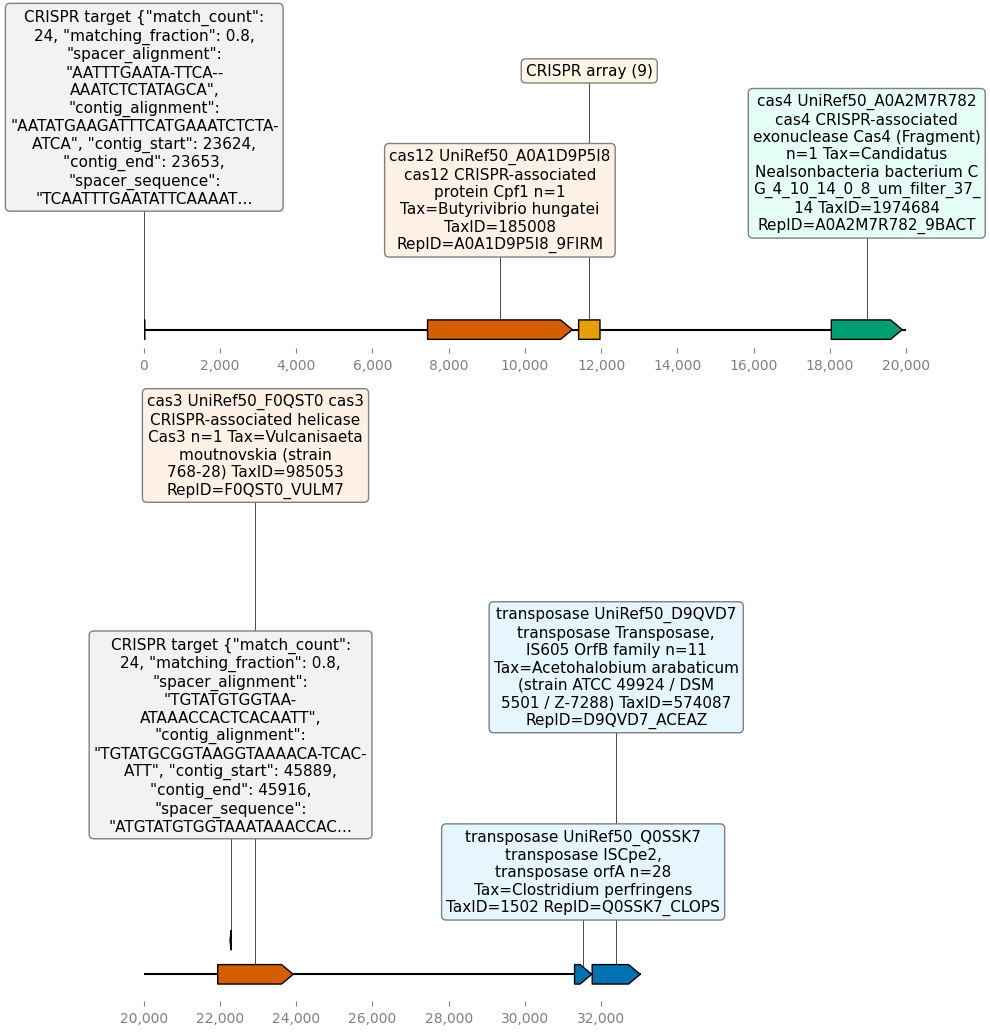 CRISPR target {"match_count":
24, "matching_fraction": 0.8,
"spacer_alignment":
"AATTTGAATA-TTCA--
AAATCTCTATAGCA",
"contig_alignment":
"AATATGAAGATTTCATGAAATCTCTA-
ATCA", "contig_start": 23624,
"contig_end": 23653,
"spacer_sequence":
"TCAATTTGAATATTCAAAAT...
CRISPR array (9)
cas12 UniRef50_A0A1D9P5I8
cas12 CRISPR-associated
protein Cpf1 n=1
Tax=Butyrivibrio hungatei
TaxID=185008
RepID=A0A1D9P5I8_9FIRM
cas4 UniRef50_A0A2M7R782
cas4 CRISPR-associated
exonuclease Cas4 (Fragment)
n=1 Tax=Candidatus
Nealsonbacteria bacterium C
G_4_10_14_0_8_um_filter_37_
14 TaxID=1974684
RepID=A0A2M7R782_9BACT
0 2,000 4,000 6,000 8,000 10,000 12,000 14,000 16,000 18,000 20,000
cas3 UniRef50_F0QST0 cas3
CRISPR-associated helicase
Cas3 n=1 Tax=Vulcanisaeta
moutnovskia (strain
768-28) TaxID=985053
RepID=F0QST0_VULM7
CRISPR target {"match_count":
24, "matching_fraction": 0.8,
"spacer_alignment":
"TGTATGTGGTAA-
ATAAACCACTCACAATT",
"contig_alignment":
"TGTATGCGGTAAGGTAAAACA-TCAC-
ATT", "contig_start": 45889,
"contig_end": 45916,
"spacer_sequence":
"ATGTATGTGGTAAATAAACCAC...
transposase UniRef50_D9QVD7
transposase Transposase,
IS605 OrfB family n=11
Tax=Acetohalobium arabaticum
(strain ATCC 49924 / DSM
5501 / Z-7288) TaxID=574087
RepID=D9QVD7_ACEAZ
transposase UniRef50_Q0SSK7
transposase ISCpe2,
transposase orfA n=28
Tax=Clostridium perfringens
TaxID=1502 RepID=Q0SSK7_CLOPS
20,000 22,000 24,000 26,000 28,000 30,000 32,000